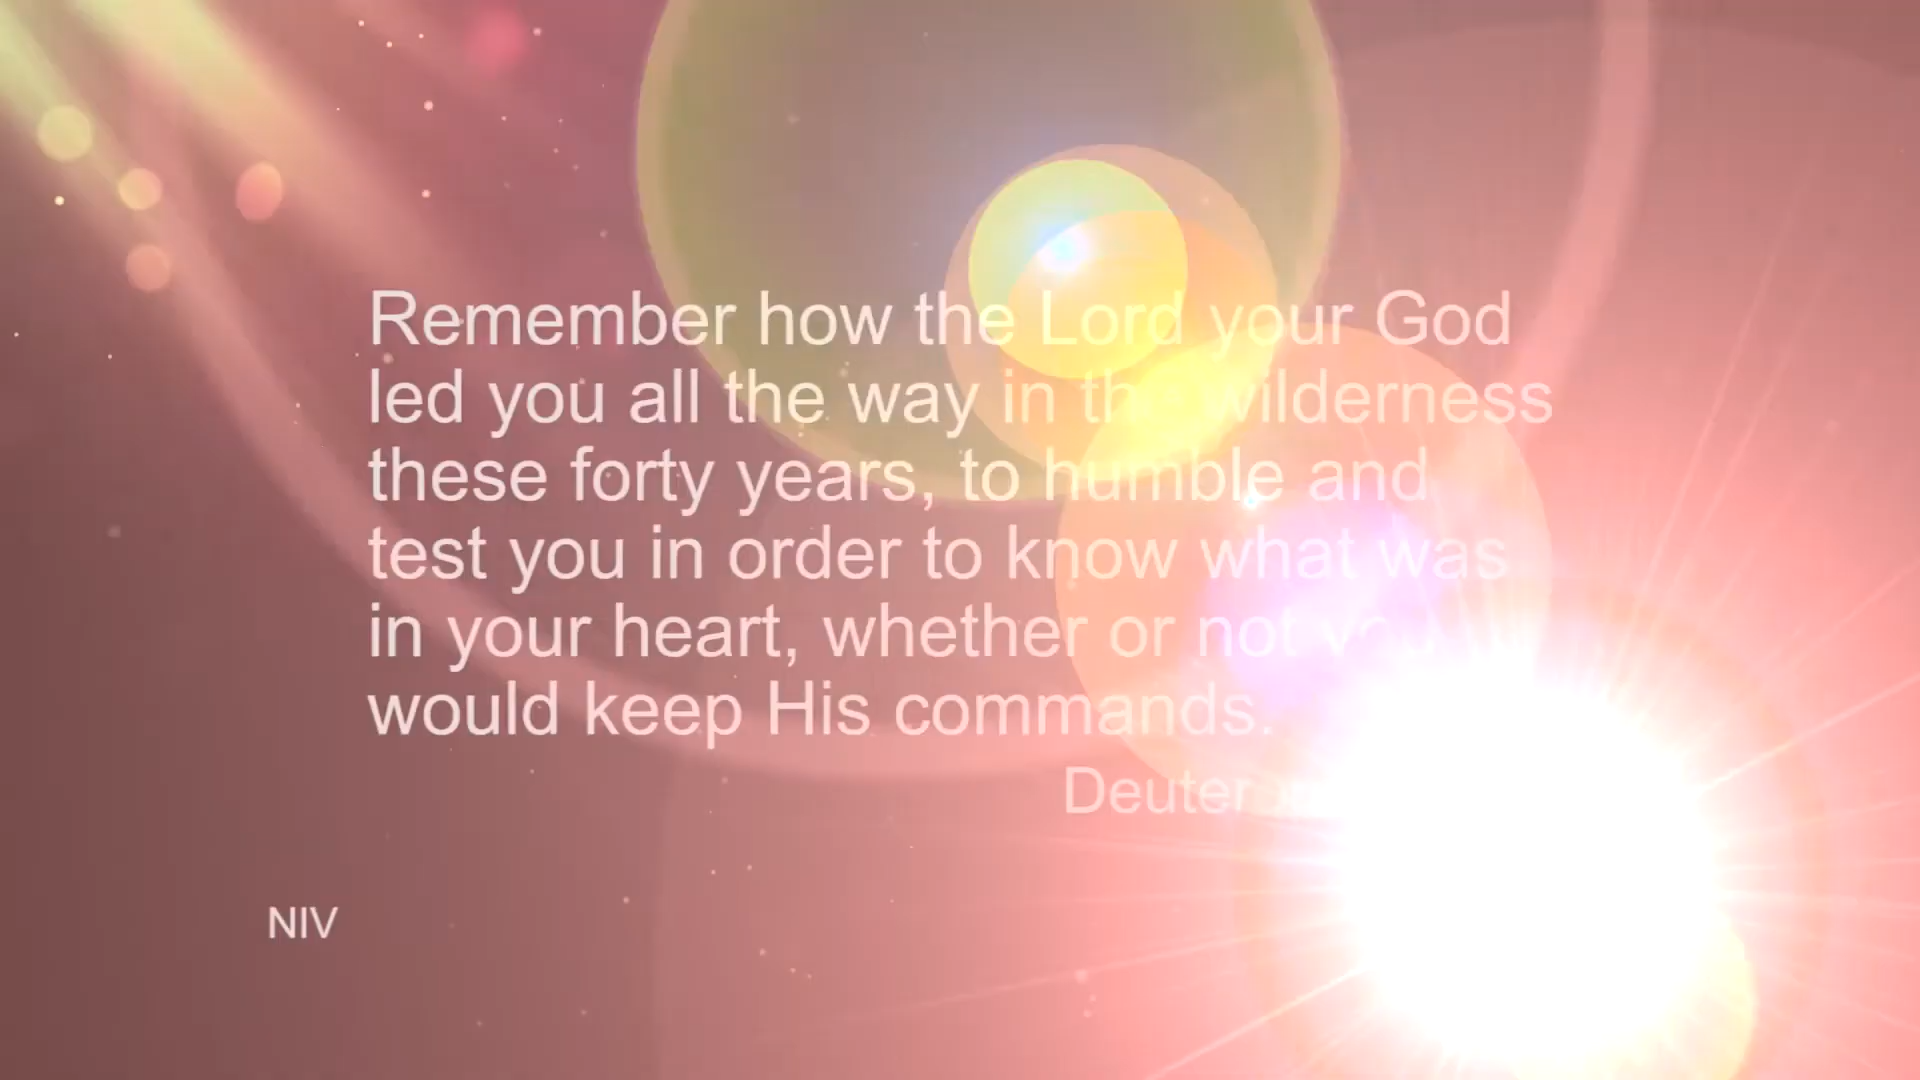 Remember how the Lord your God
led you all the way in the wilderness
these forty years, to humble and
test you in order to know what was
in your heart, whether or not you
would keep His commands.
NIV